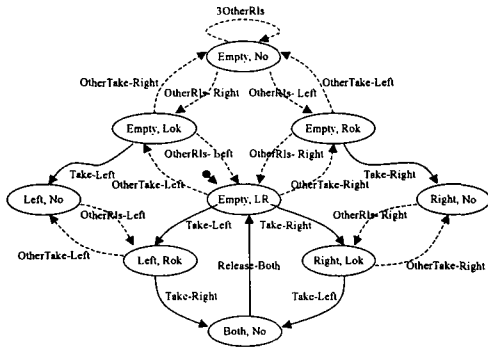 3OtherRls
Empty, No
OtherTake-Right
OtherTake-Left
OtherRls- Right
OtherRls- Left
Empty, Lok
Empty, Rok
OtherRls- Left
OtherRls- Right
Take-Left
Take-Right
OtherTake-Left
OtherTake-Right
Left, No
Empty, LR
Right, No
OtherRls-Left
OtherRls- Right
Take-Left
Take-Right
OtherTake-Left
Left, Rok
Release-Both
Right, Lok
OtherTake-Right
Take-Right
Take-Left
Both, No